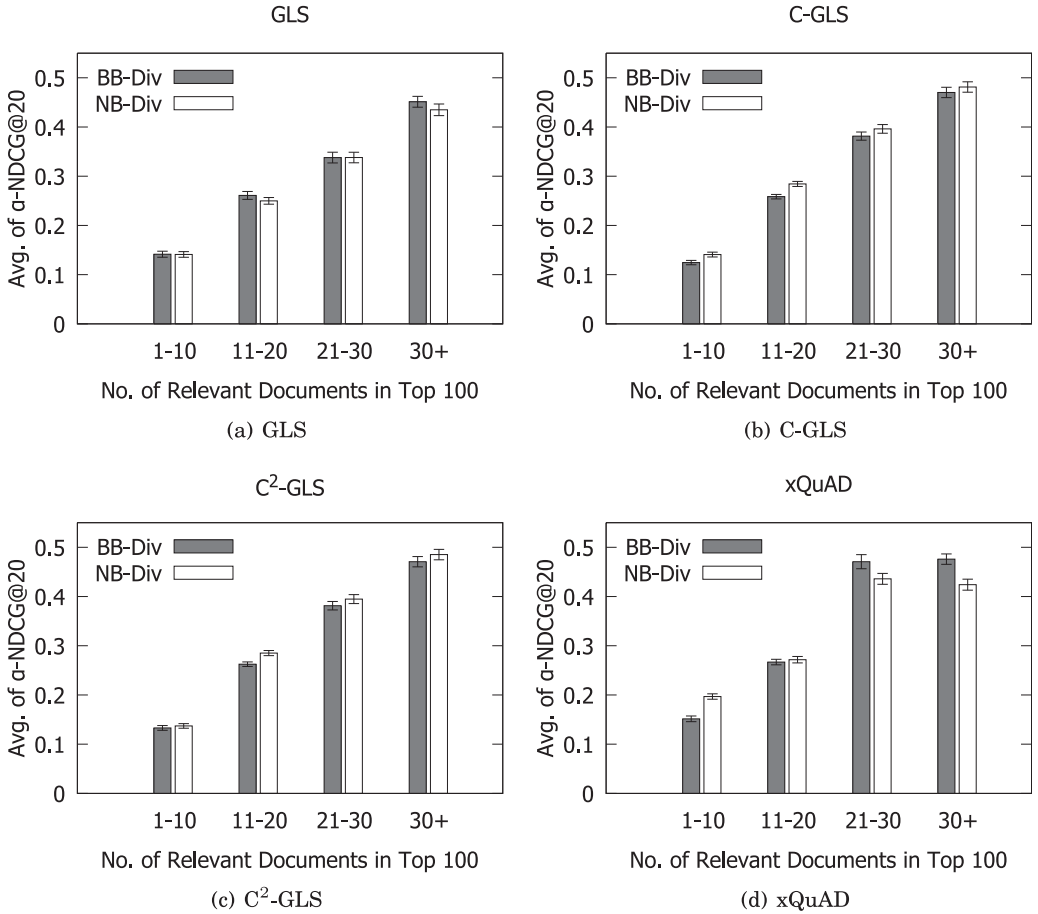 GLS
BB-Div
NB-Div
Avg. of α-NDCG@20
0.5
0.4
0.3
0.2
0.1
0
1-10 11-20 21-30 30+
No. of Relevant Documents in Top 100
(a) GLS
C-GLS
BB-Div
NB-Div
Avg. of α-NDCG@20
0.5
0.4
0.3
0.2
0.1
0
1-10 11-20 21-30 30+
No. of Relevant Documents in Top 100
(b) C-GLS
C²-GLS
BB-Div
NB-Div
Avg. of α-NDCG@20
0.5
0.4
0.3
0.2
0.1
0
1-10 11-20 21-30 30+
No. of Relevant Documents in Top 100
(c) C²-GLS
xQuAD
BB-Div
NB-Div
Avg. of α-NDCG@20
0.5
0.4
0.3
0.2
0.1
0
1-10 11-20 21-30 30+
No. of Relevant Documents in Top 100
(d) xQuAD